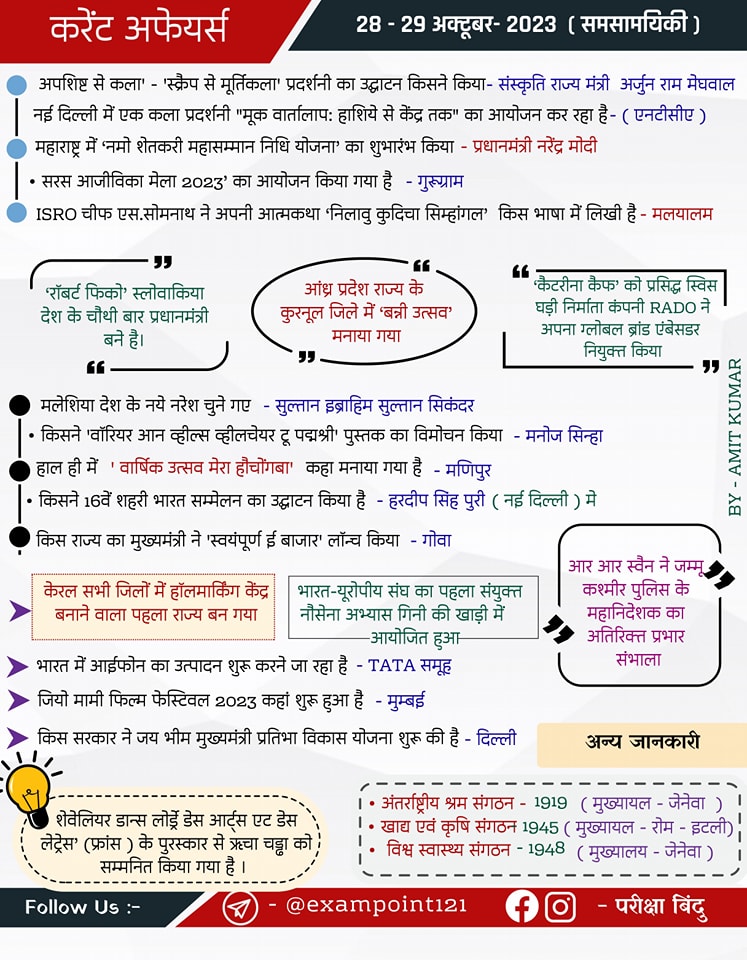 करेंट अफेयर्स
28 - 29 अक्टूबर- 2023 ( समसामयिकी )
अपशिष्ट से कला' - 'स्क्रैप से मूर्तिकला' प्रदर्शनी का उद्घाटन किसने किया- संस्कृति राज्य मंत्री अर्जुन राम मेघवाल
नई दिल्ली में एक कला प्रदर्शनी "मूक वार्तालाप: हाशिये से केंद्र तक" का आयोजन कर रहा है- ( एनटीसीए )
महाराष्ट्र में ‘नमो शेतकरी महासम्मान निधि योजना’ का शुभारंभ किया - प्रधानमंत्री नरेंद्र मोदी
• सरस आजीविका मेला 2023’ का आयोजन किया गया है - गुरूग्राम
ISRO चीफ एस.सोमनाथ ने अपनी आत्मकथा ‘निलावु कुदिचा सिम्हांगल’ किस भाषा में लिखी है - मलयालम
‘रॉबर्ट फिको’ स्लोवाकिया
देश के चौथी बार प्रधानमंत्री
बने है।
आंध्र प्रदेश राज्य के
कुरनूल जिले में ‘बन्नी उत्सव’
मनाया गया
‘कैटरीना कैफ’ को प्रसिद्ध स्विस
घड़ी निर्माता कंपनी RADO ने
अपना ग्लोबल ब्रांड एंबेसडर
नियुक्त किया
मलेशिया देश के नये नरेश चुने गए - सुल्तान इब्राहिम सुल्तान सिकंदर
• किसने 'वॉरियर आन व्हील्स व्हीलचेयर टू पद्मश्री' पुस्तक का विमोचन किया - मनोज सिन्हा
हाल ही में ' वार्षिक उत्सव मेरा हौचोंगबा' कहा मनाया गया है - मणिपुर
• किसने 16वें शहरी भारत सम्मेलन का उद्घाटन किया है - हरदीप सिंह पुरी ( नई दिल्ली ) मे
किस राज्य का मुख्यमंत्री ने 'स्वयंपूर्ण ई बाजार' लॉन्च किया - गोवा
BY - AMIT KUMAR
केरल सभी जिलों में हॉलमार्किंग केंद्र
बनाने वाला पहला राज्य बन गया
भारत-यूरोपीय संघ का पहला संयुक्त
नौसेना अभ्यास गिनी की खाड़ी में
आयोजित हुआ
आर आर स्वैन ने जम्मू
कश्मीर पुलिस के
महानिदेशक का
अतिरिक्त प्रभार
संभाला
भारत में आईफोन का उत्पादन शुरू करने जा रहा है - TATA समूह
जियो मामी फिल्म फेस्टिवल 2023 कहां शुरू हुआ है - मुम्बई
किस सरकार ने जय भीम मुख्यमंत्री प्रतिभा विकास योजना शुरू की है - दिल्ली
अन्य जानकारी
शेवेलियर डान्स लोर्ड्रे डेस आर्ट्स एट डेस
लेट्रेस’ (फ्रांस ) के पुरस्कार से ऋचा चड्ढा को
सम्मनित किया गया है ।
• अंतर्राष्ट्रीय श्रम संगठन - 1919 ( मुख्यायल - जेनेवा )
• खाद्य एवं कृषि संगठन 1945 ( मुख्यायल - रोम - इटली)
• विश्व स्वास्थ्य संगठन - 1948 ( मुख्यालय - जेनेवा )
Follow Us :-
- @exampoint121
- परीक्षा बिंदु